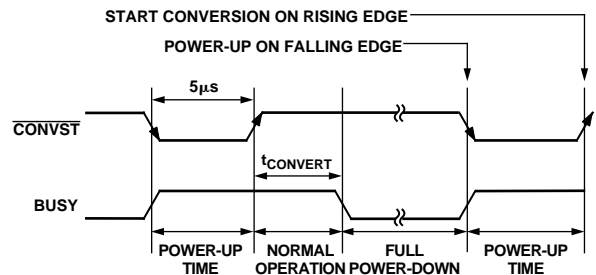 START CONVERSION ON RISING EDGE
POWER-UP ON FALLING EDGE
5µs
CONVST
tCONVERT
BUSY
POWER-UP
TIME
NORMAL
OPERATION
FULL
POWER-DOWN
POWER-UP
TIME